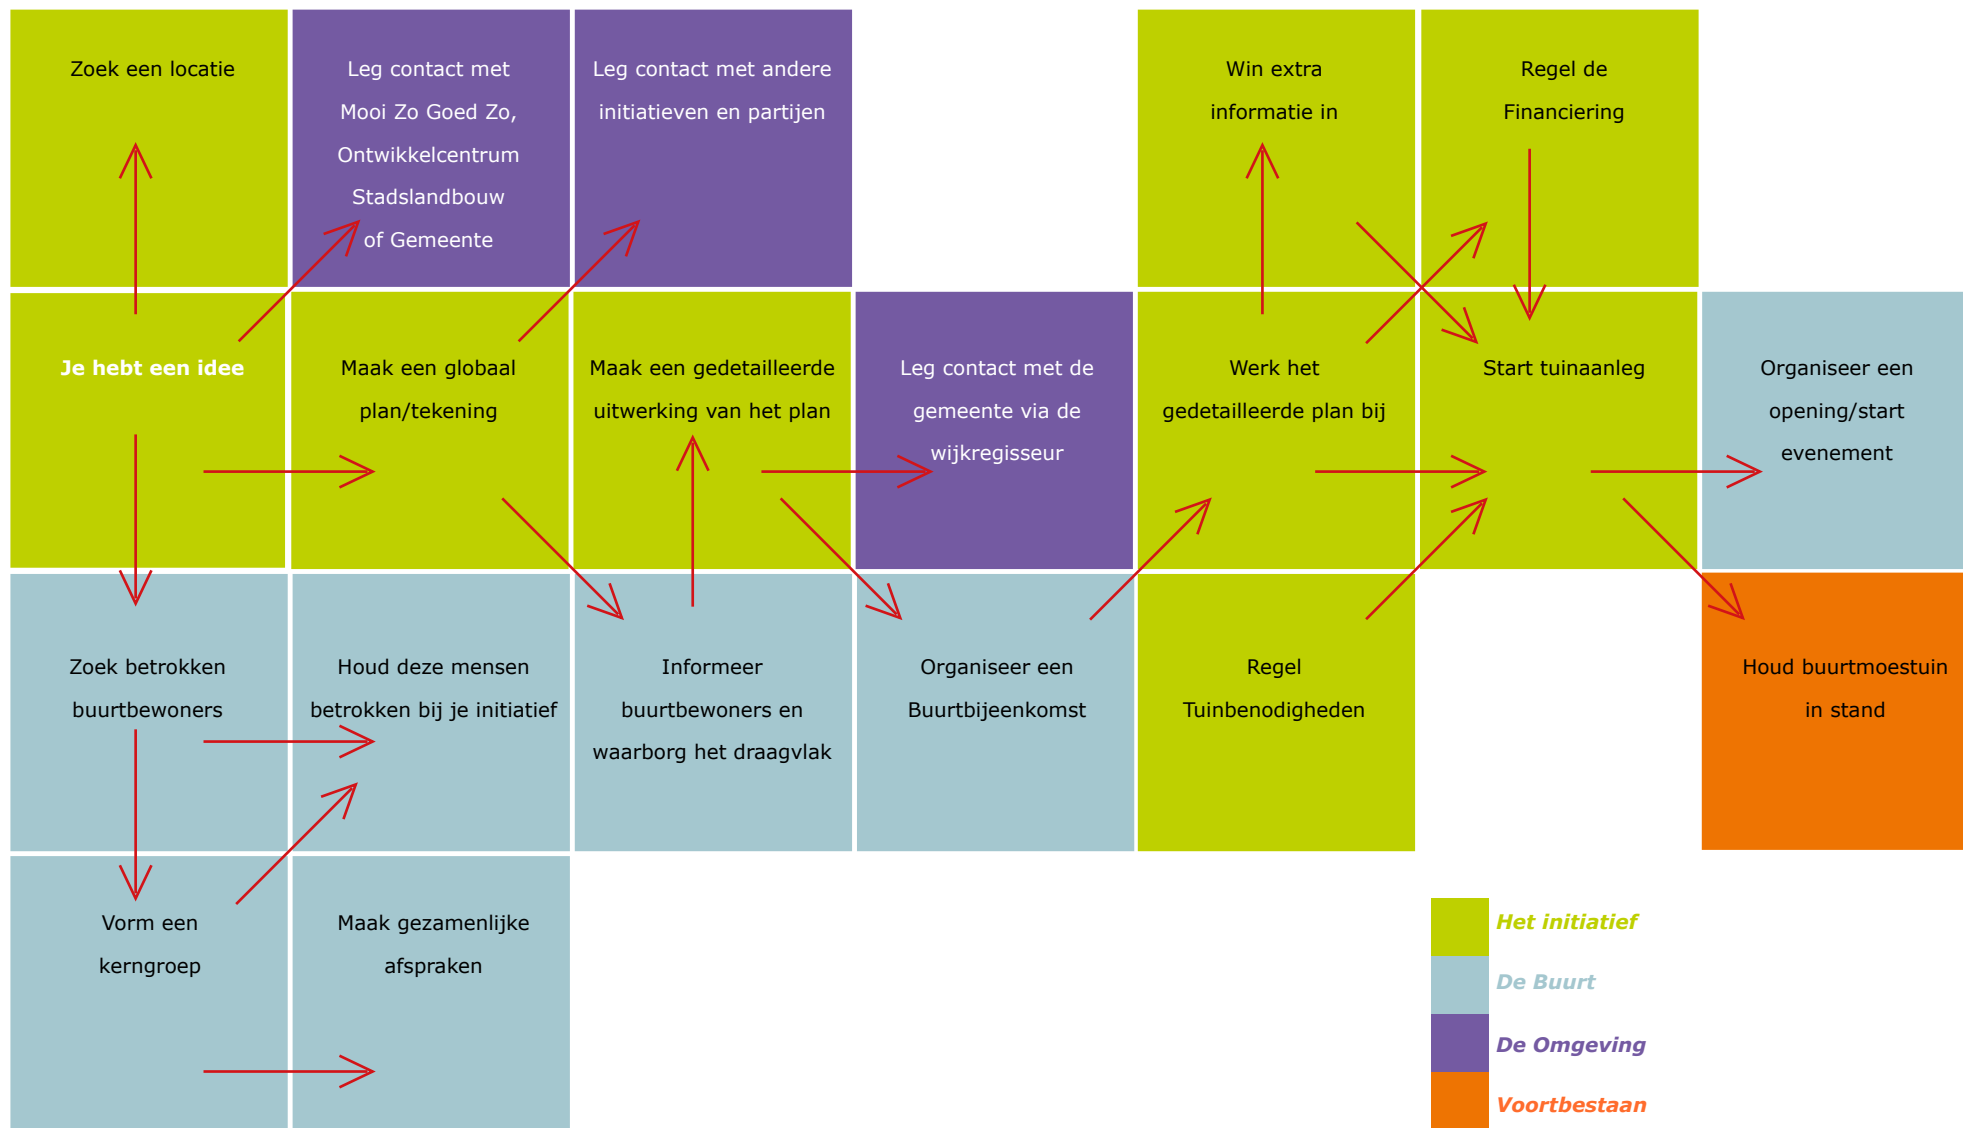 Zoek een locatie
Leg contact met
Mooi Zo Goed Zo,
Ontwikkelcentrum
Stadslandbouw
of Gemeente
Leg contact met andere
initiatieven en partijen
Win extra
informatie in
Regel de
Financiering
Je hebt een idee
Maak een globaal
plan/tekening
Maak een gedetailleerde
uitwerking van het plan
Leg contact met de
gemeente via de
wijkregisseur
Werk het
gedetailleerde plan bij
Start tuinaanleg
Organiseer een
opening/start
evenement
Zoek betrokken
buurtbewoners
Houd deze mensen
betrokken bij je initiatief
Informeer
buurtbewoners en
waarborg het draagvlak
Organiseer een
Buurtbijeenkomst
Regel
Tuinbenodigheden
Houd buurtmoestuin
in stand
Vorm een
kerngroep
Maak gezamenlijke
afspraken
Het initiatief
De Buurt
De Omgeving
Voortbestaan